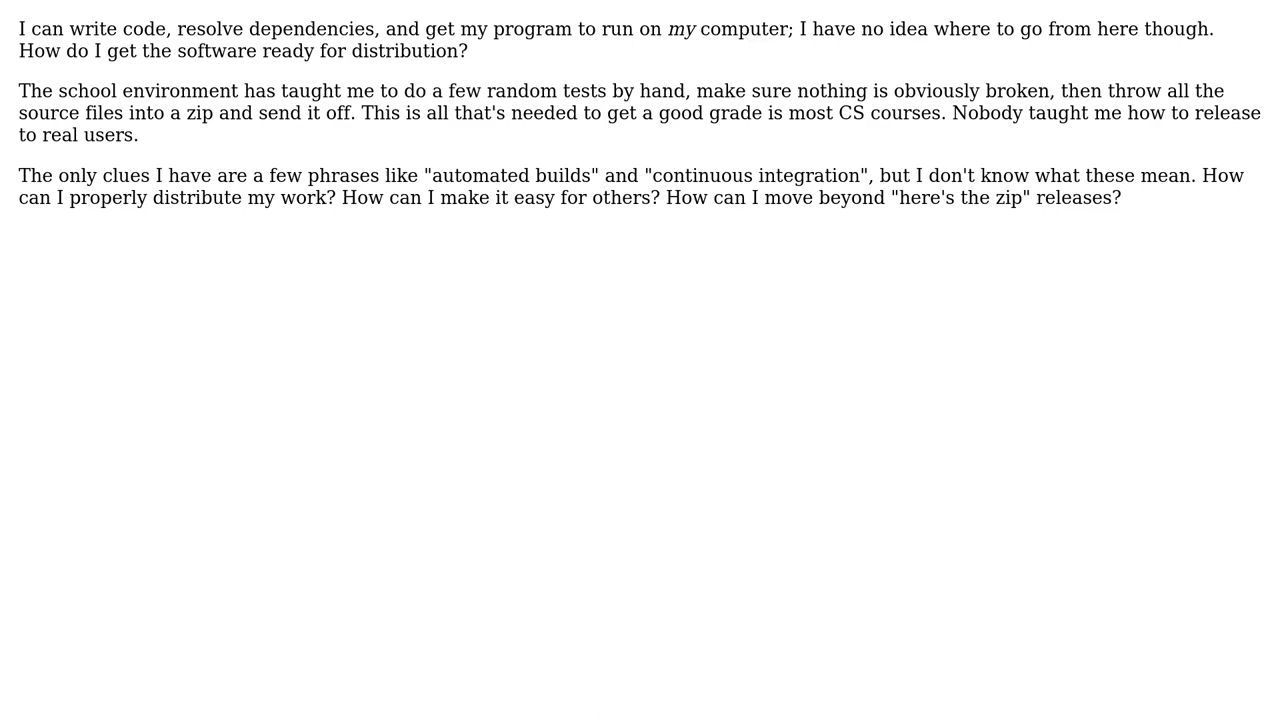 I can write code, resolve dependencies, and get my program to run on my computer; I have no idea where to go from here though.
How do I get the software ready for distribution?
The school environment has taught me to do a few random tests by hand, make sure nothing is obviously broken, then throw all the
source files into a zip and send it off. This is all that's needed to get a good grade is most CS courses. Nobody taught me how to release
to real users.
The only clues I have are a few phrases like "automated builds" and "continuous integration", but I don't know what these mean. How
can I properly distribute my work? How can I make it easy for others? How can I move beyond "here's the zip" releases?